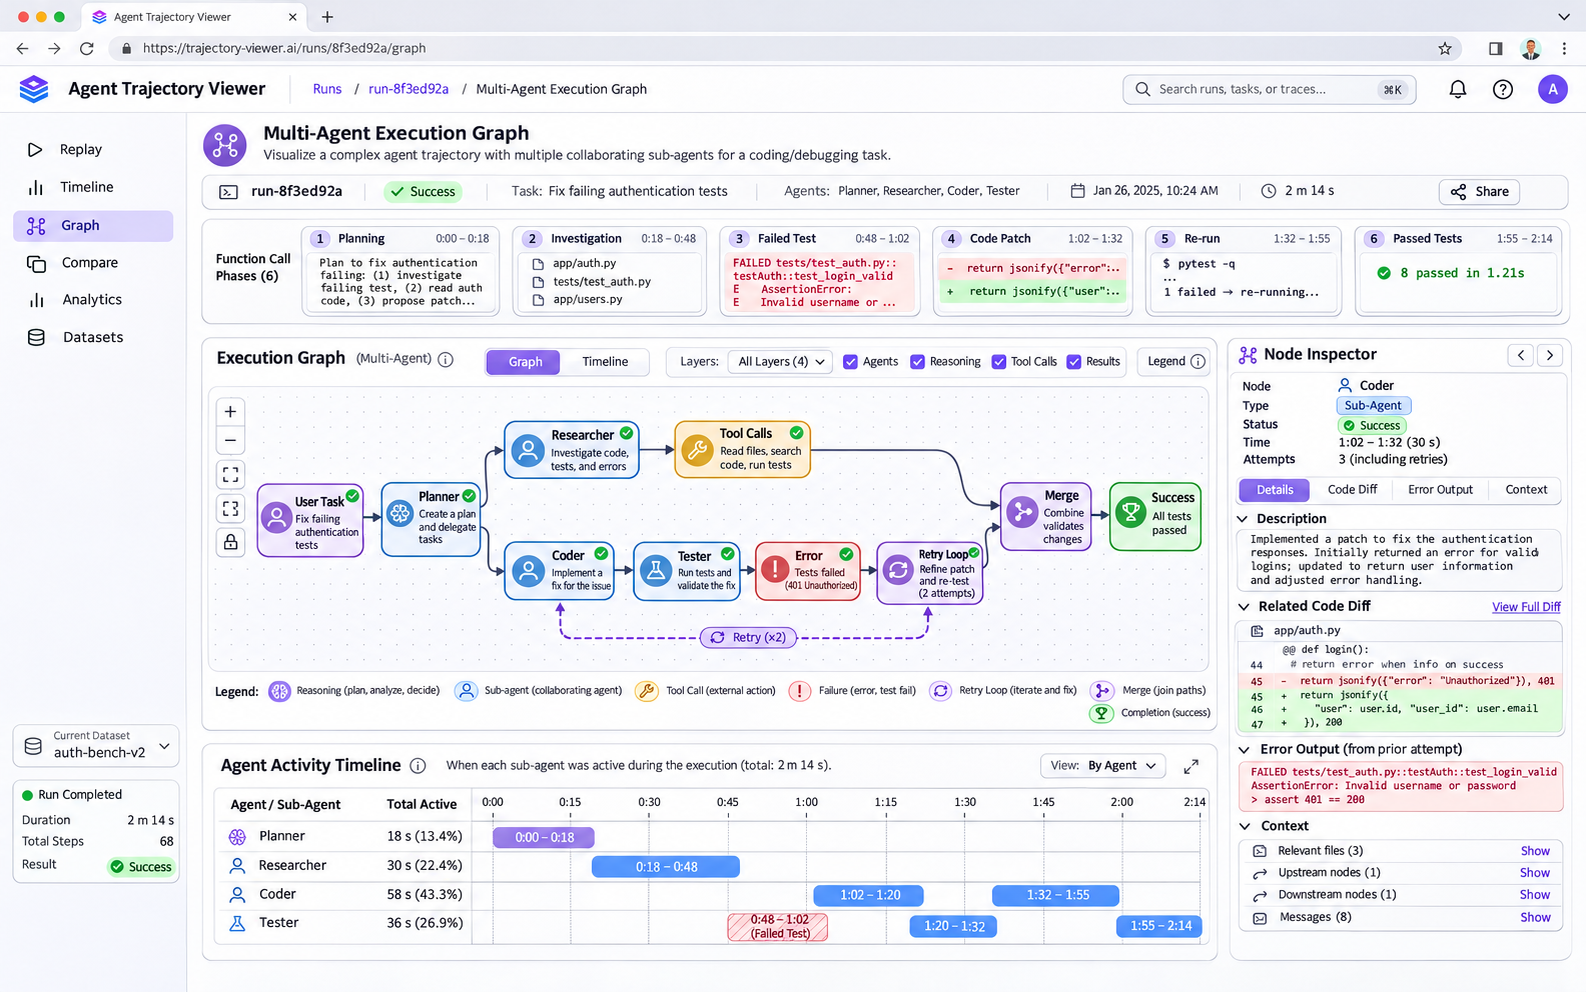 Agent Trajectory Viewer
https://trajectory-viewer.ai/runs/8f3ed92a/graph
Agent Trajectory Viewer
Runs / run-8f3ed92a / Multi-Agent Execution Graph
Search runs, tasks, or traces...
⌘K
A
Replay
Timeline
Graph
Compare
Analytics
Datasets
Current Dataset
auth-bench-v2
Run Completed
Duration 2 m 14 s
Total Steps 68
Result Success
Multi-Agent Execution Graph
Visualize a complex agent trajectory with multiple collaborating sub-agents for a coding/debugging task.
run-8f3ed92a Success Task: Fix failing authentication tests Agents: Planner, Researcher, Coder, Tester Jan 26, 2025, 10:24 AM 2 m 14 s Share
Function Call
Phases (6)
1 Planning 0:00 – 0:18
Plan to fix authentication
failing: (1) investigate
failing test, (2) read auth
code, (3) propose patch...
2 Investigation 0:18 – 0:48
app/auth.py
tests/test_auth.py
app/users.py
3 Failed Test 0:48 – 1:02
FAILED tests/test_auth.py::
testAuth::test_login_valid
E AssertionError:
E Invalid username or ...
4 Code Patch 1:02 – 1:32
- return jsonify({"error":..
+ return jsonify({"user":..
5 Re-run 1:32 – 1:55
$ pytest -q
...
1 failed → re-running...
6 Passed Tests 1:55 – 2:14
8 passed in 1.21s
Execution Graph (Multi-Agent)
Graph
Timeline
Layers: All Layers (4) Agents Reasoning Tool Calls Results
Legend
+
−
User Task
Fix failing
authentication
tests
Planner
Create a plan
and delegate
tasks
Researcher
Investigate code,
tests, and errors
Tool Calls
Read files, search
code, run tests
Coder
Implement a
fix for the issue
Tester
Run tests and
validate the fix
Error
Tests failed
(401 Unauthorized)
Retry Loop
Refine patch
and re-test
(2 attempts)
Merge
Combine
validates
changes
Success
All tests
passed
Retry (×2)
Legend: Reasoning (plan, analyze, decide) Sub-agent (collaborating agent) Tool Call (external action) Failure (error, test fail) Retry Loop (iterate and fix) Merge (join paths)
Completion (success)
Agent Activity Timeline When each sub-agent was active during the execution (total: 2 m 14 s).
View: By Agent
Agent / Sub-Agent Total Active 0:00 0:15 0:30 0:45 1:00 1:15 1:30 1:45 2:00 2:14
Planner 18 s (13.4%) 0:00 – 0:18
Researcher 30 s (22.4%) 0:18 – 0:48
Coder 58 s (43.3%) 1:02 – 1:20 1:32 – 1:55
Tester 36 s (26.9%) 0:48 – 1:02
(Failed Test)
1:20 – 1:32 1:55 – 2:14
Node Inspector
Node Coder
Type Sub-Agent
Status Success
Time 1:02 – 1:32 (30 s)
Attempts 3 (including retries)
Details Code Diff Error Output Context
Description
Implemented a patch to fix the authentication
responses. Initially returned an error for valid
logins; updated to return user information
and adjusted error handling.
Related Code Diff View Full Diff
app/auth.py
@@ def login():
44 # return error when info on success
45 - return jsonify({"error": "Unauthorized"}), 401
45 + return jsonify({
46 + "user": user.id, "user_id": user.email
47 + }), 200
Error Output (from prior attempt)
FAILED tests/test_auth.py::testAuth::test_login_valid
AssertionError: Invalid username or password
> assert 401 == 200
Context
Relevant files (3) Show
Upstream nodes (1) Show
Downstream nodes (1) Show
Messages (8) Show